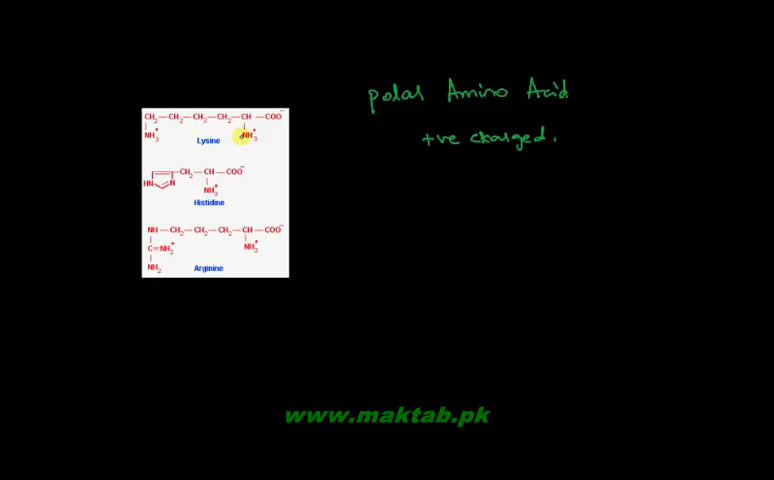 polar Amino Acid
+ve charged.
CH2—CH2—CH2—CH2—CH—COO−
NH3+ NH3+
Lysine
CH2—CH—COO−
HN N NH3+
Histidine
NH—CH2—CH2—CH2—CH—COO−
C=NH2+ NH2+
NH2
Arginine
www.maktab.pk